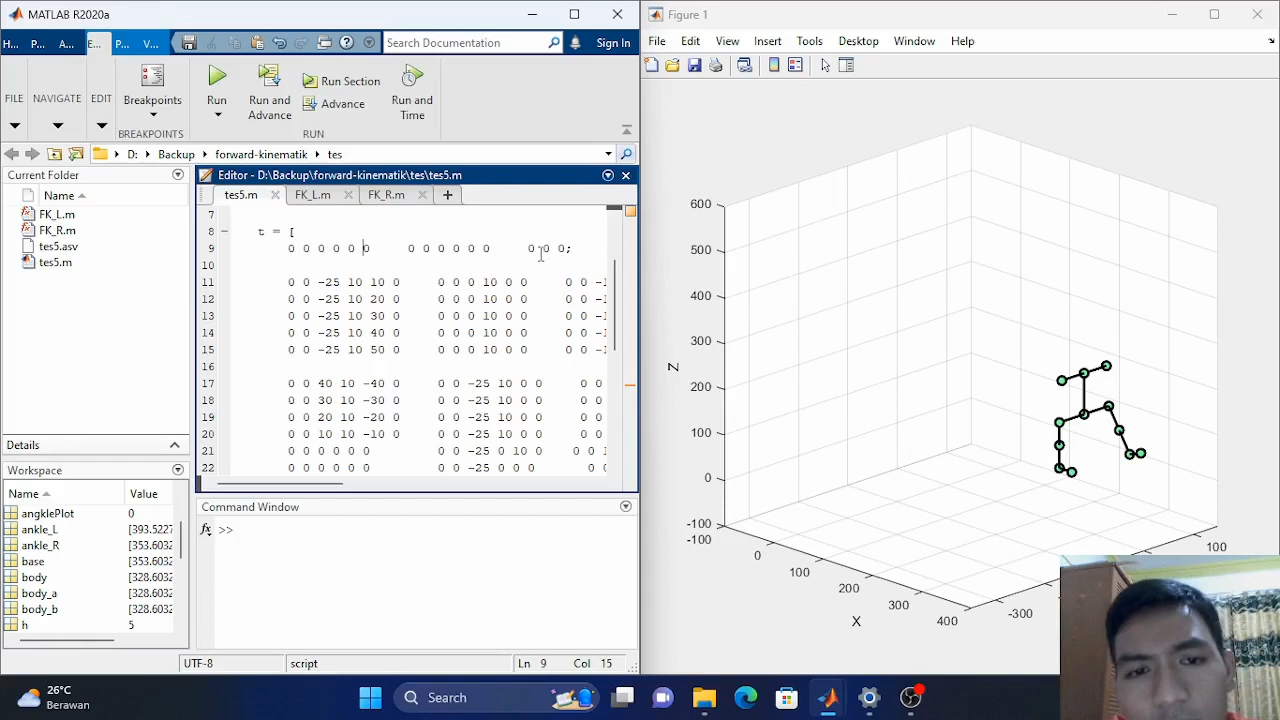 MATLAB R2020a
H... P... A... E... P... V...
Search Documentation
Sign In
FILE
NAVIGATE
EDIT
Breakpoints
BREAKPOINTS
Run
Run and Advance
Run Section
Advance
Run and Time
RUN
D: Backup forward-kinematik tes
Current Folder
Name
FK_L.m
FK_R.m
tes5.asv
tes5.m
Details
Workspace
Name Value
angklePlot 0
ankle_L [393.5227
ankle_R [353.6032
base [353.6032
body [328.6032
body_a [328.6032
body_b [328.6032
h 5
Editor - D:\Backup\forward-kinematik\tes\tes5.m
tes5.m FK_L.m FK_R.m
7
8 t = [
9 0 0 0 0 0 0 0 0 0 0 0 0 0 0 0;
10
11 0 0 -25 10 10 0 0 0 0 10 0 0 0 0 -1
12 0 0 -25 10 20 0 0 0 0 10 0 0 0 0 -1
13 0 0 -25 10 30 0 0 0 0 10 0 0 0 0 -1
14 0 0 -25 10 40 0 0 0 0 10 0 0 0 0 -1
15 0 0 -25 10 50 0 0 0 0 10 0 0 0 0 -1
16
17 0 0 40 10 -40 0 0 0 -25 10 0 0 0 0
18 0 0 30 10 -30 0 0 0 -25 10 0 0 0 0
19 0 0 20 10 -20 0 0 0 -25 10 0 0 0 0
20 0 0 10 10 -10 0 0 0 -25 10 0 0 0 0
21 0 0 0 0 0 0 0 0 -25 0 10 0 0 0 1
22 0 0 0 0 0 0 0 0 -25 0 0 0 0 0
Command Window
fx >>
UTF-8 script Ln 9 Col 15
Figure 1
File Edit View Insert Tools Desktop Window Help
600
500
400
300
200
100
0
-100
Z
-100
0
100
200
300
400
X
-300
100
26°C
Berawan
Search